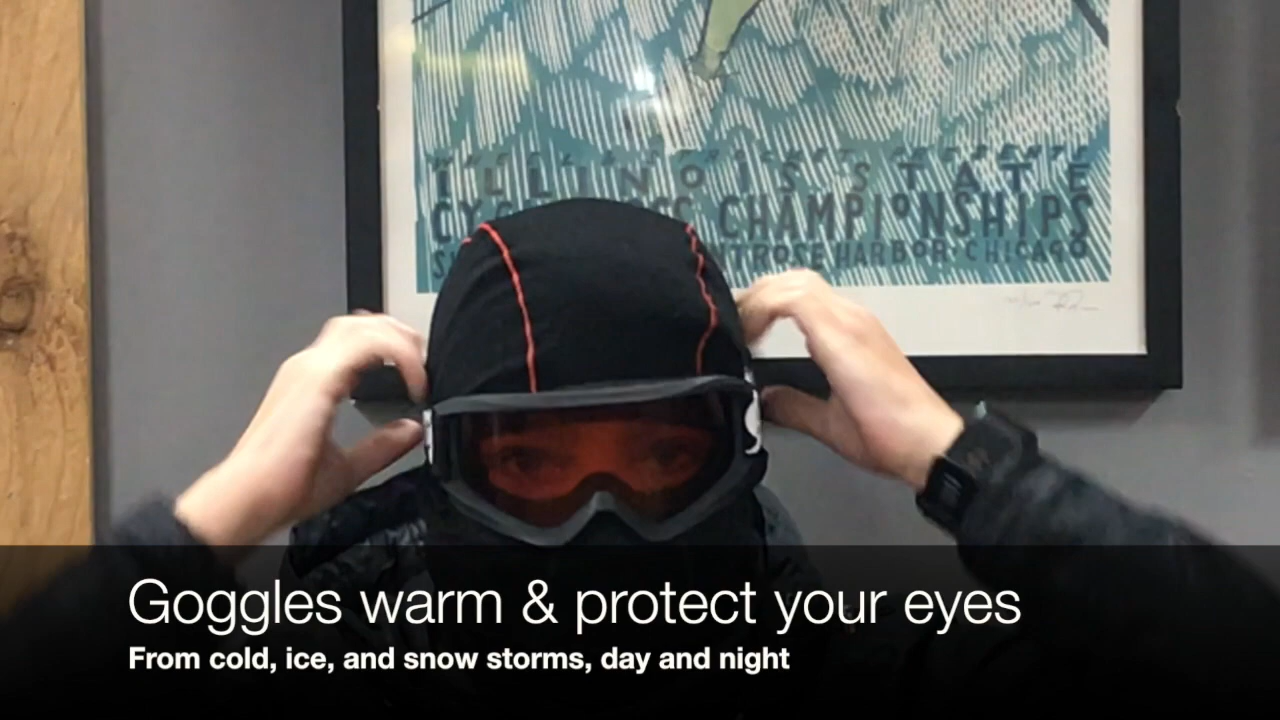 ILLINOIS STATE
CHAMPIONSHIPS
HARBOR CHICAGO
Goggles warm & protect your eyes
From cold, ice, and snow storms, day and night